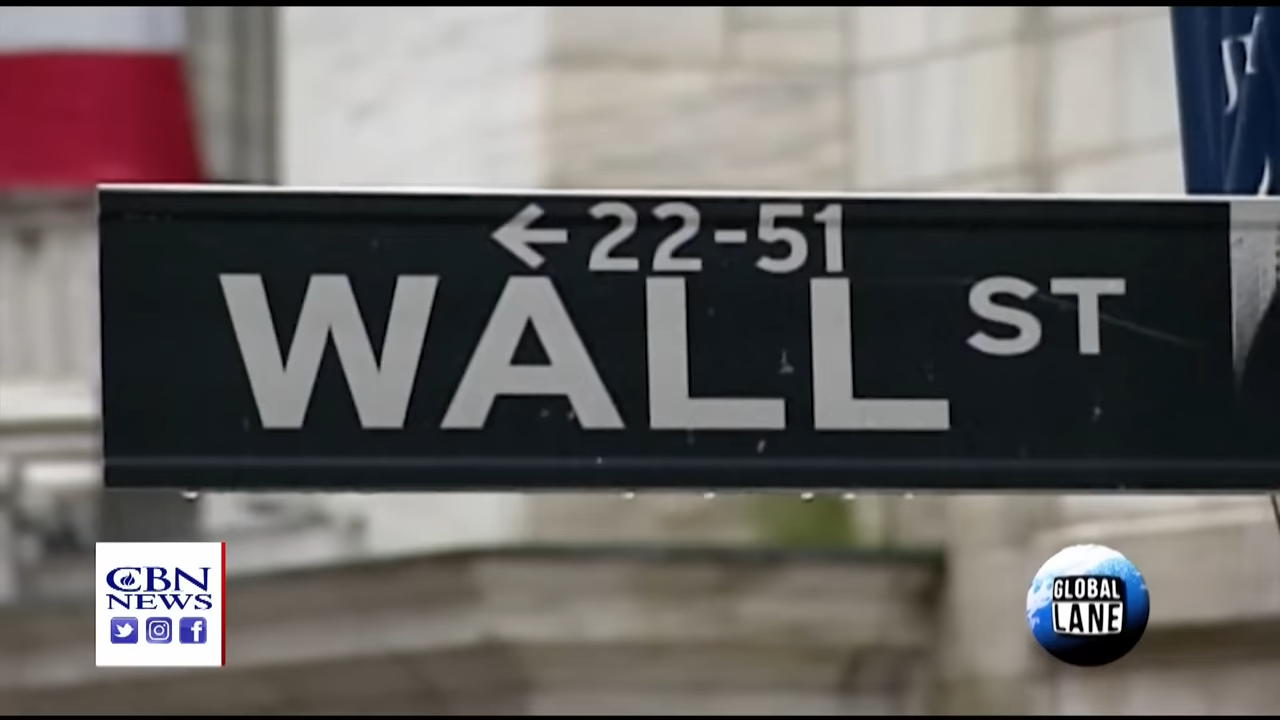 ←22-51
WALL ST
CBN
NEWS
GLOBAL
LANE